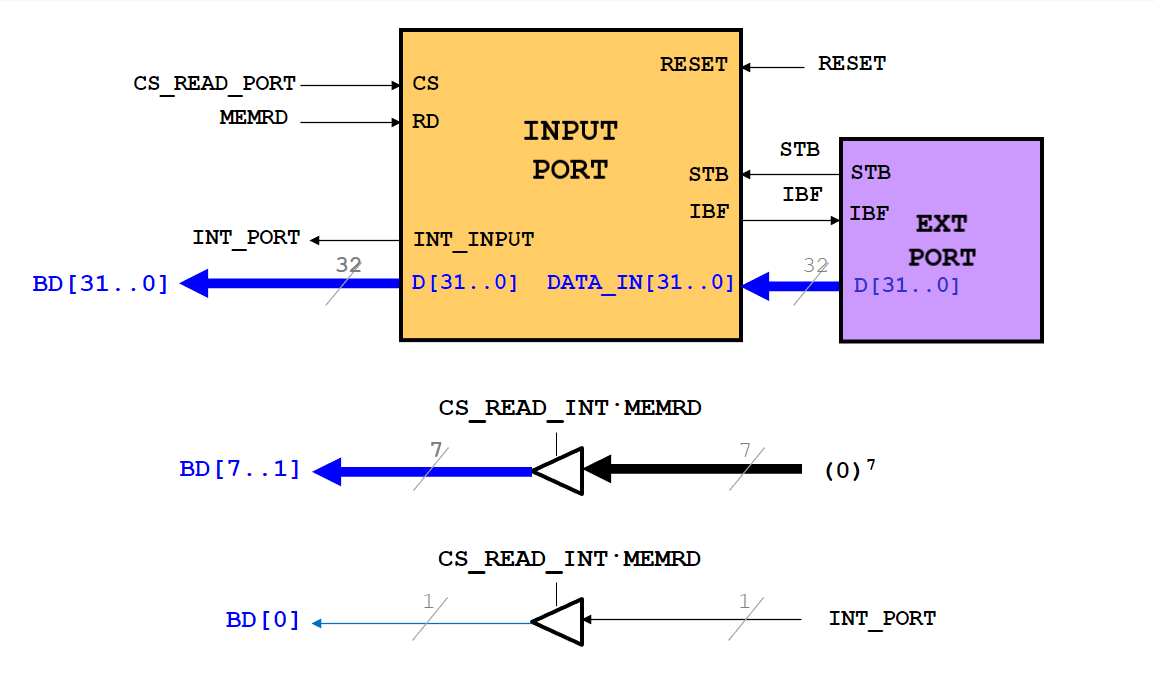 RESET
RESET
CS_READ_PORT
CS
MEMRD
RD
INPUT
PORT
STB
STB
STB
IBF
IBF
IBF
EXT
PORT
INT_PORT
INT_INPUT
32
32
BD[31..0]
D[31..0]
DATA_IN[31..0]
D[31..0]
CS_READ_INT·MEMRD
7
7
BD[7..1]
(0)⁷
CS_READ_INT·MEMRD
1
1
BD[0]
INT_PORT